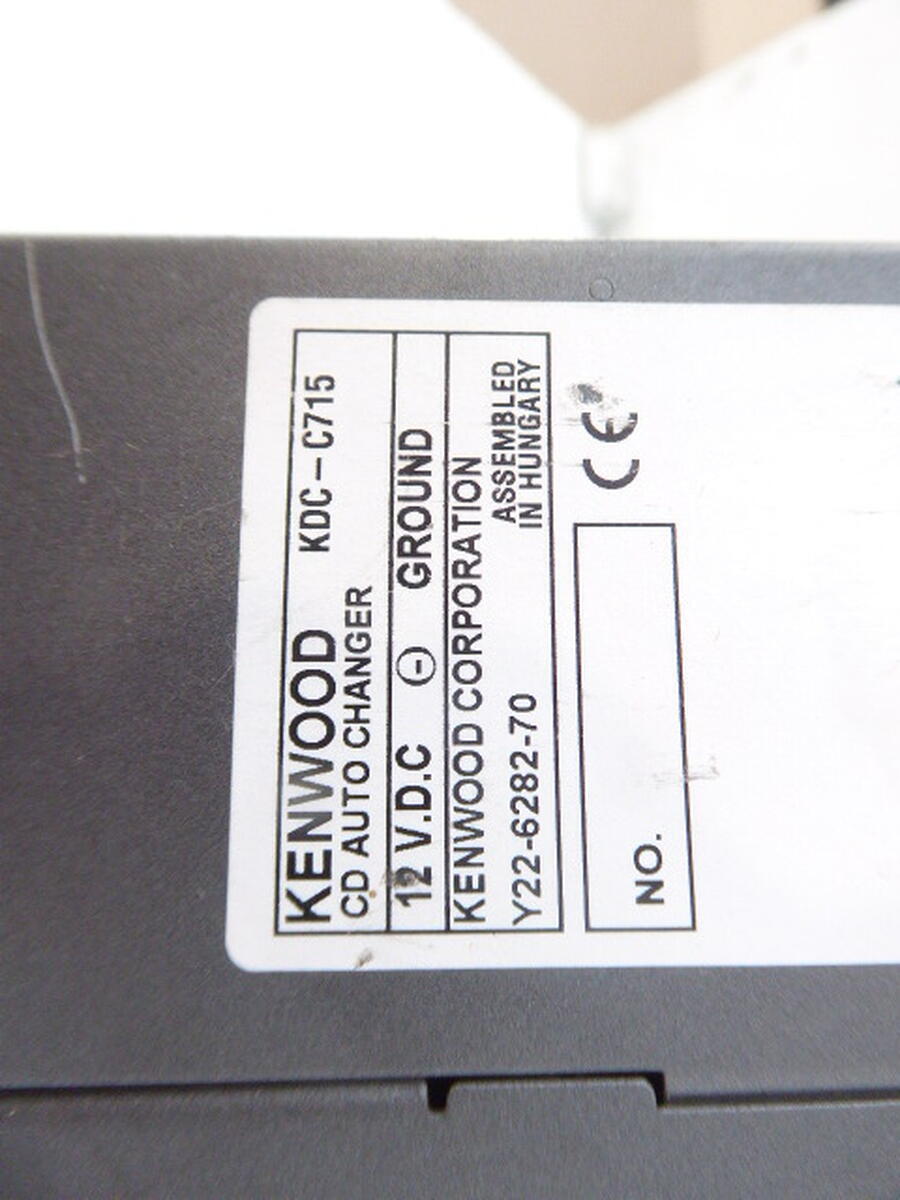 KENWOOD KDC-C715
CD AUTO CHANGER
12 V.D.C ⊖ GROUND
KENWOOD CORPORATION
Y22-6282-70
ASSEMBLED
IN HUNGARY
NO.
CE